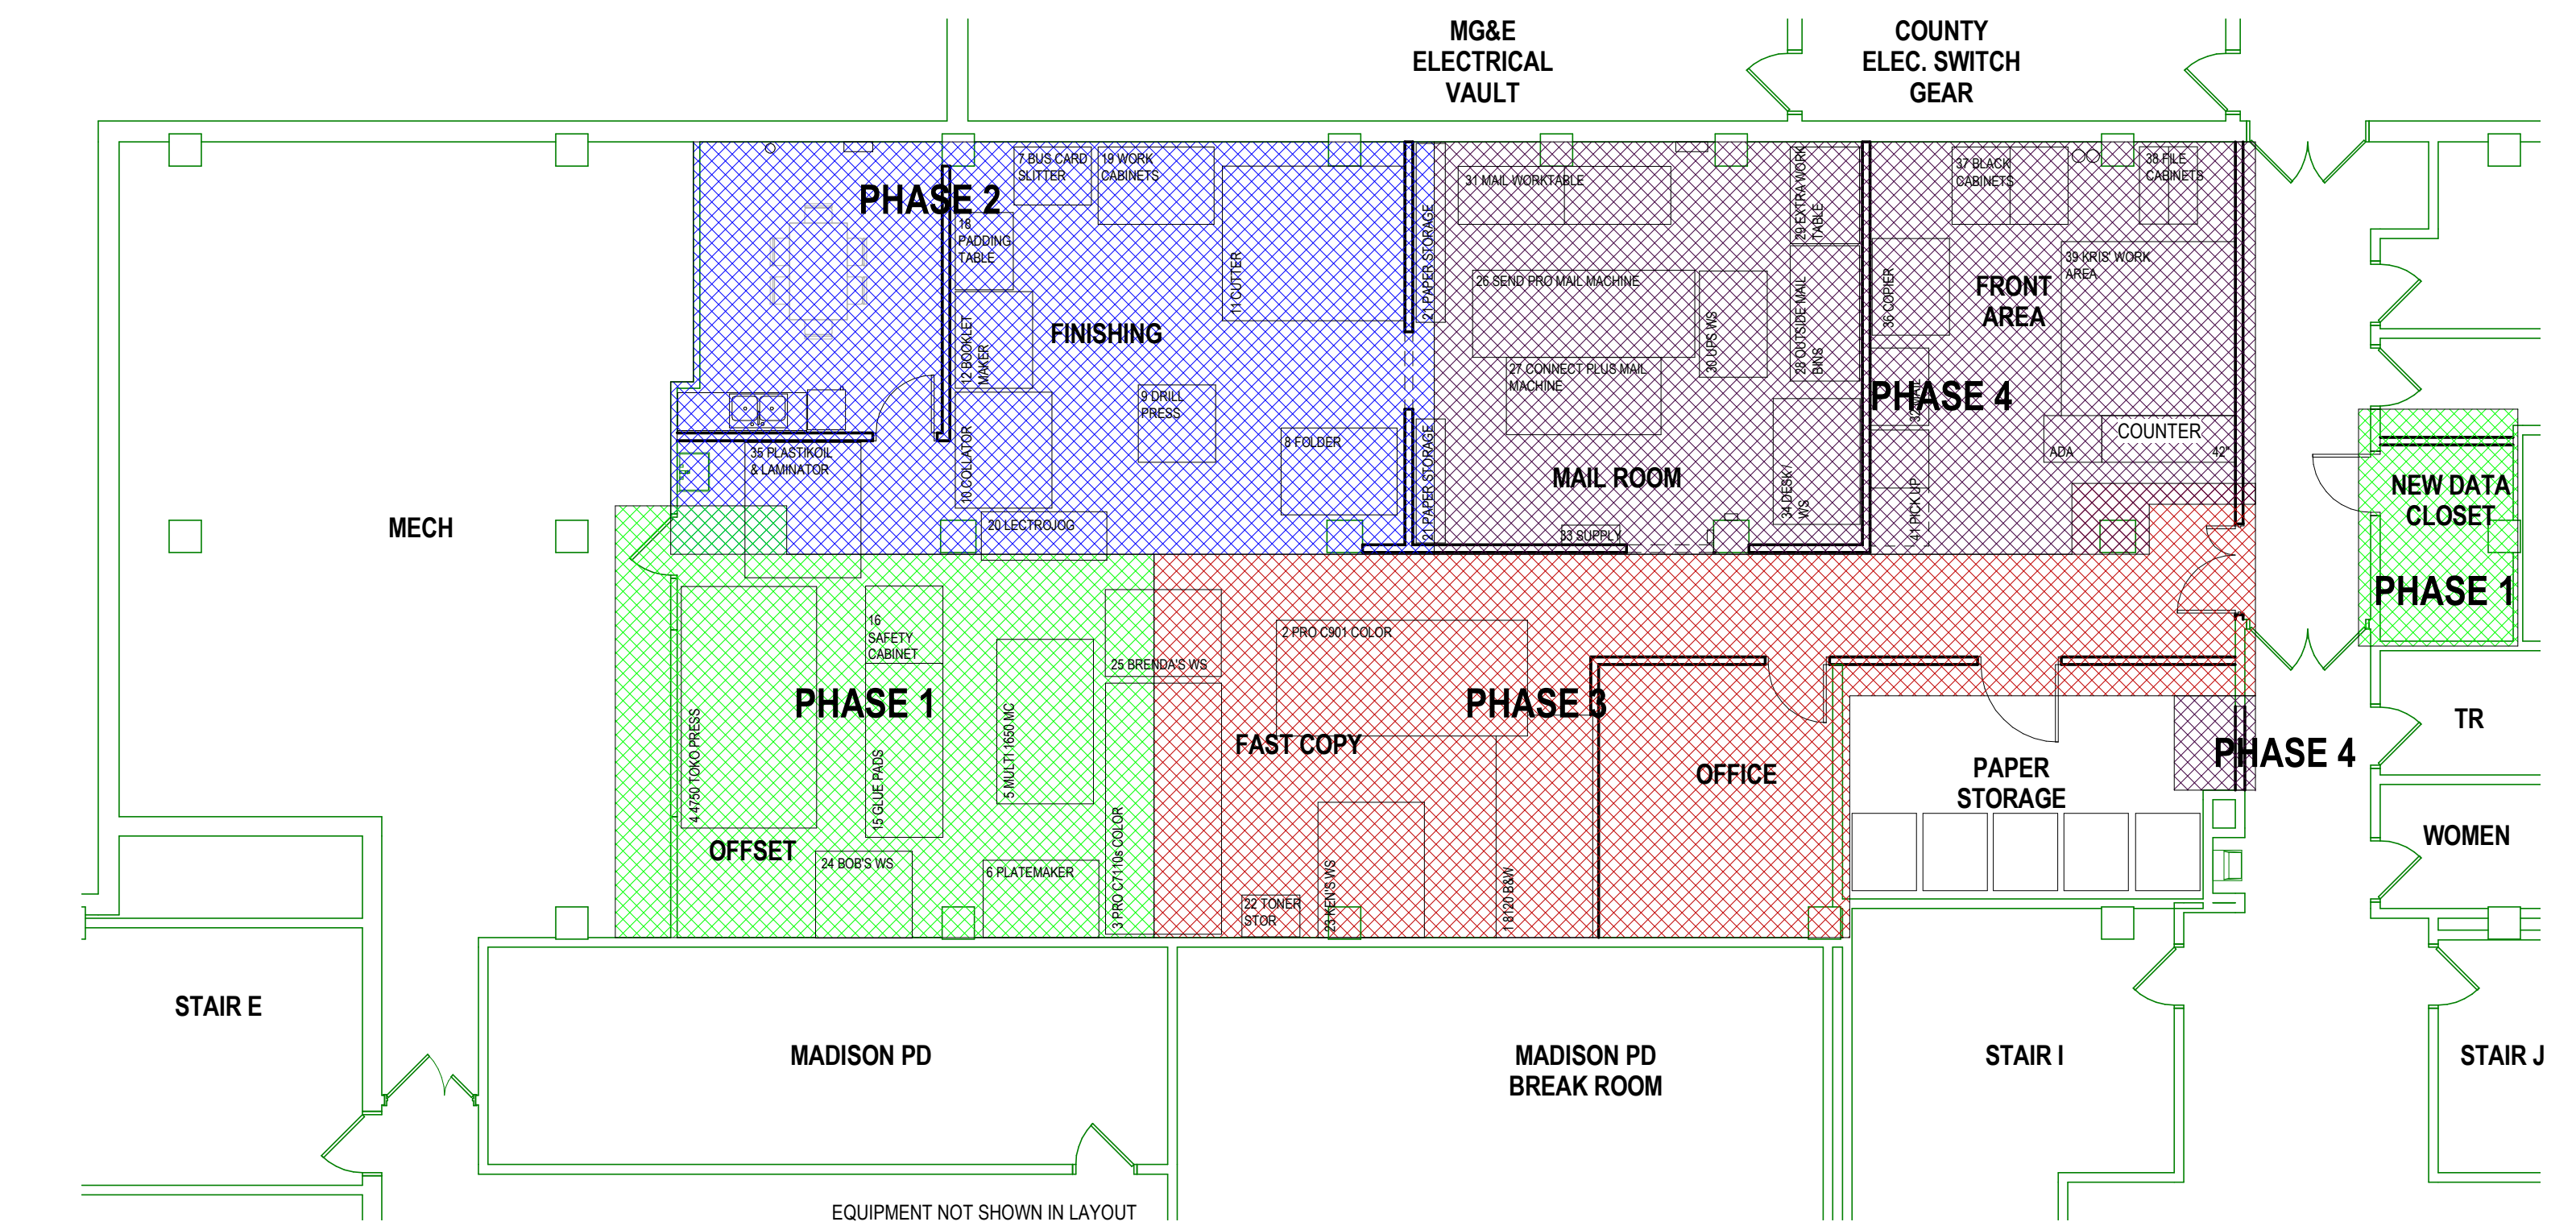 MG&E
ELECTRICAL
VAULT
COUNTY
ELEC. SWITCH
GEAR
7 BUS CARD
SLITTER
19 WORK
CABINETS
31 MAIL WORKTABLE
29 EXTRA WORK
TABLE
37 BLACK
CABINETS
38 FILE
CABINETS
PHASE 2
18
PADDING
TABLE
11 CUTTER
21 PAPER STORAGE
26 SEND PRO MAIL MACHINE
30 UPS WS
28 OUTSIDE MAIL
BINS
36 COPIER
39 KRIS' WORK
AREA
FRONT
AREA
FINISHING
12 BOOKLET
MAKER
27 CONNECT PLUS MAIL
MACHINE
9 DRILL
PRESS
PHASE 4
COUNTER
ADA
42"
35 PLASTIKOIL
& LAMINATOR
10 COLLATOR
8 FOLDER
21 PAPER STORAGE
MAIL ROOM
34 DESK /
WS
41 PICK UP
33 SUPPLY
20 LECTROJOG
MECH
NEW DATA
CLOSET
PHASE 1
16
SAFETY
CABINET
25 BRENDA'S WS
2 PRO C901 COLOR
4 4750 TOKO PRESS
PHASE 1
15 GLUE PADS
5 MULTI 1650 MC
3 PRO C7110s COLOR
PHASE 3
FAST COPY
OFFICE
PAPER
STORAGE
PHASE 4
TR
WOMEN
OFFSET
24 BOB'S WS
6 PLATEMAKER
22 TONER
STOR
23 KEN'S WS
1 8120 B&W
STAIR E
MADISON PD
MADISON PD
BREAK ROOM
STAIR I
STAIR J
EQUIPMENT NOT SHOWN IN LAYOUT